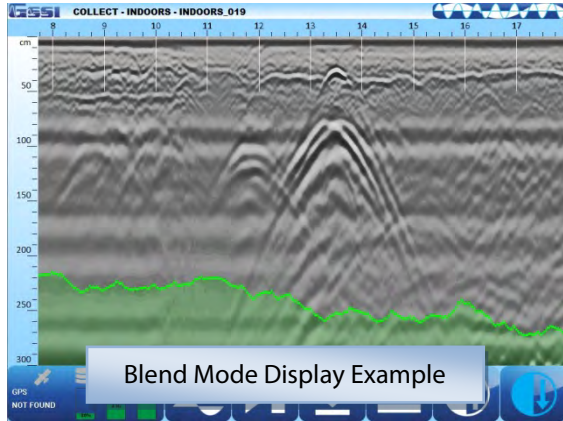 GSSI COLLECT - INDOORS - INDOORS_019
8 9 10 11 12 13 14 15 16 17
cm
50
100
150
200
250
300
Blend Mode Display Example
GPS
NOT FOUND